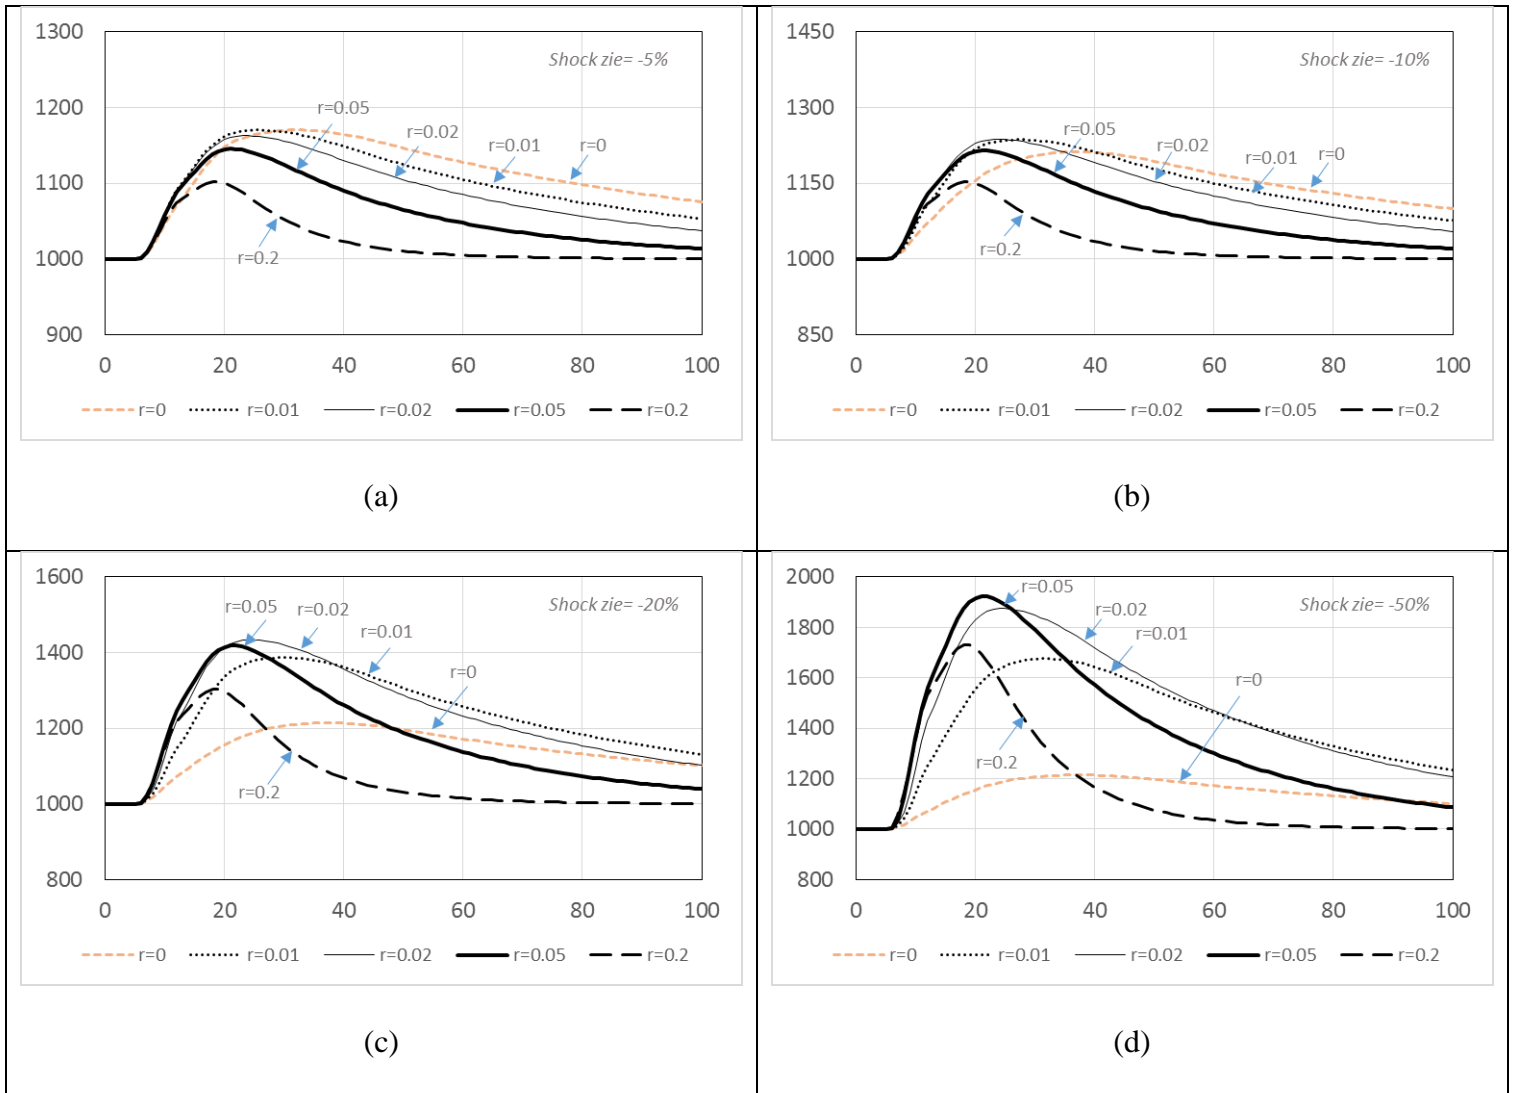 1300
1200
1100
1000
900
0 20 40 60 80 100
Shock zie= -5%
r=0.05
r=0.02
r=0.01
r=0
r=0.2
r=0 r=0.01 r=0.02 r=0.05 r=0.2
(a)
1450
1300
1150
1000
850
0 20 40 60 80 100
Shock zie= -10%
r=0.05
r=0.02
r=0.01
r=0
r=0.2
r=0 r=0.01 r=0.02 r=0.05 r=0.2
(b)
1600
1400
1200
1000
800
0 20 40 60 80 100
Shock zie= -20%
r=0.05
r=0.02
r=0.01
r=0
r=0.2
r=0 r=0.01 r=0.02 r=0.05 r=0.2
(c)
2000
1800
1600
1400
1200
1000
800
0 20 40 60 80 100
Shock zie= -50%
r=0.05
r=0.02
r=0.01
r=0
r=0.2
r=0 r=0.01 r=0.02 r=0.05 r=0.2
(d)